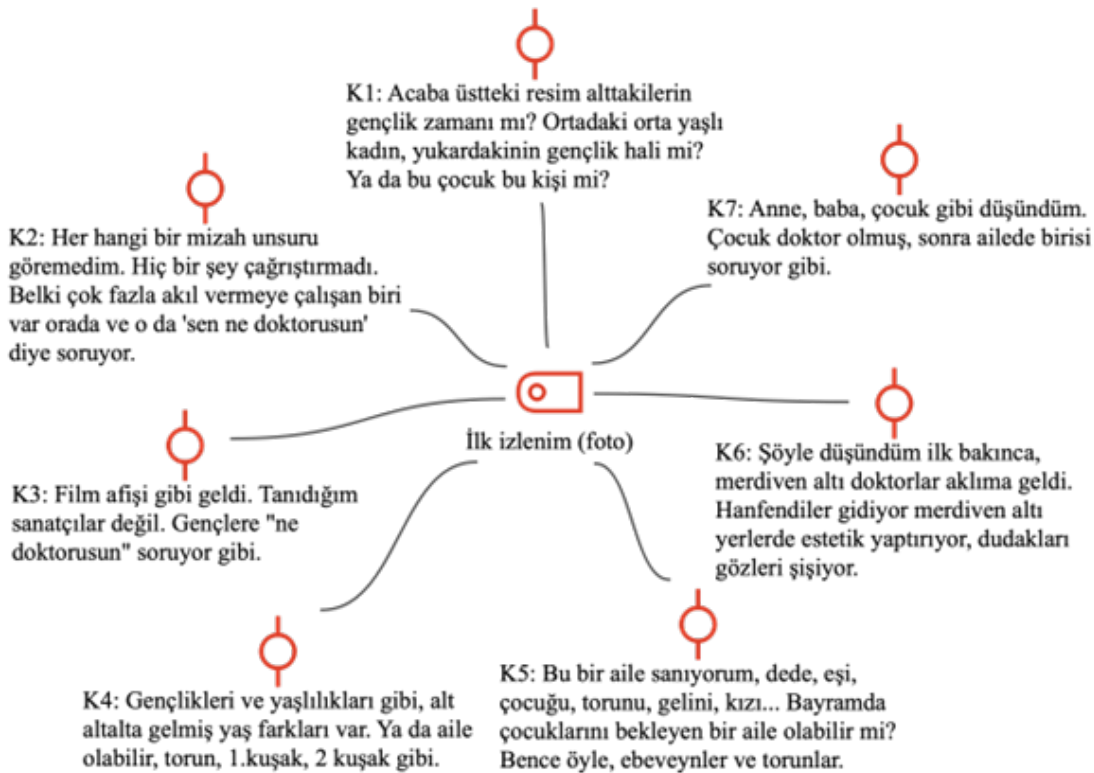 K1: Acaba üstteki resim alttakilerin
gençlik zamanı mı? Ortadaki orta yaşlı
kadın, yukardakinin gençlik hali mi?
Ya da bu çocuk bu kişi mi?
K7: Anne, baba, çocuk gibi düşündüm.
Çocuk doktor olmuş, sonra ailede birisi
soruyor gibi.
K2: Her hangi bir mizah unsuru
göremedim. Hiç bir şey çağrıştırmadı.
Belki çok fazla akıl vermeye çalışan biri
var orada ve o da 'sen ne doktorusun'
diye soruyor.
İlk izlenim (foto)
K6: Şöyle düşündüm ilk bakınca,
merdiven altı doktorlar aklıma geldi.
Hanfendiler gidiyor merdiven altı
yerlerde estetik yaptırıyor, dudakları
gözleri şişiyor.
K3: Film afişi gibi geldi. Tanıdığım
sanatçılar değil. Gençlere "ne
doktorusun" soruyor gibi.
K4: Gençlikleri ve yaşlılıkları gibi, alt
altalta gelmiş yaş farkları var. Ya da aile
olabilir, torun, 1.kuşak, 2 kuşak gibi.
K5: Bu bir aile sanıyorum, dede, eşi,
çocuğu, torunu, gelini, kızı... Bayramda
çocuklarını bekleyen bir aile olabilir mi?
Bence öyle, ebeveynler ve torunlar.